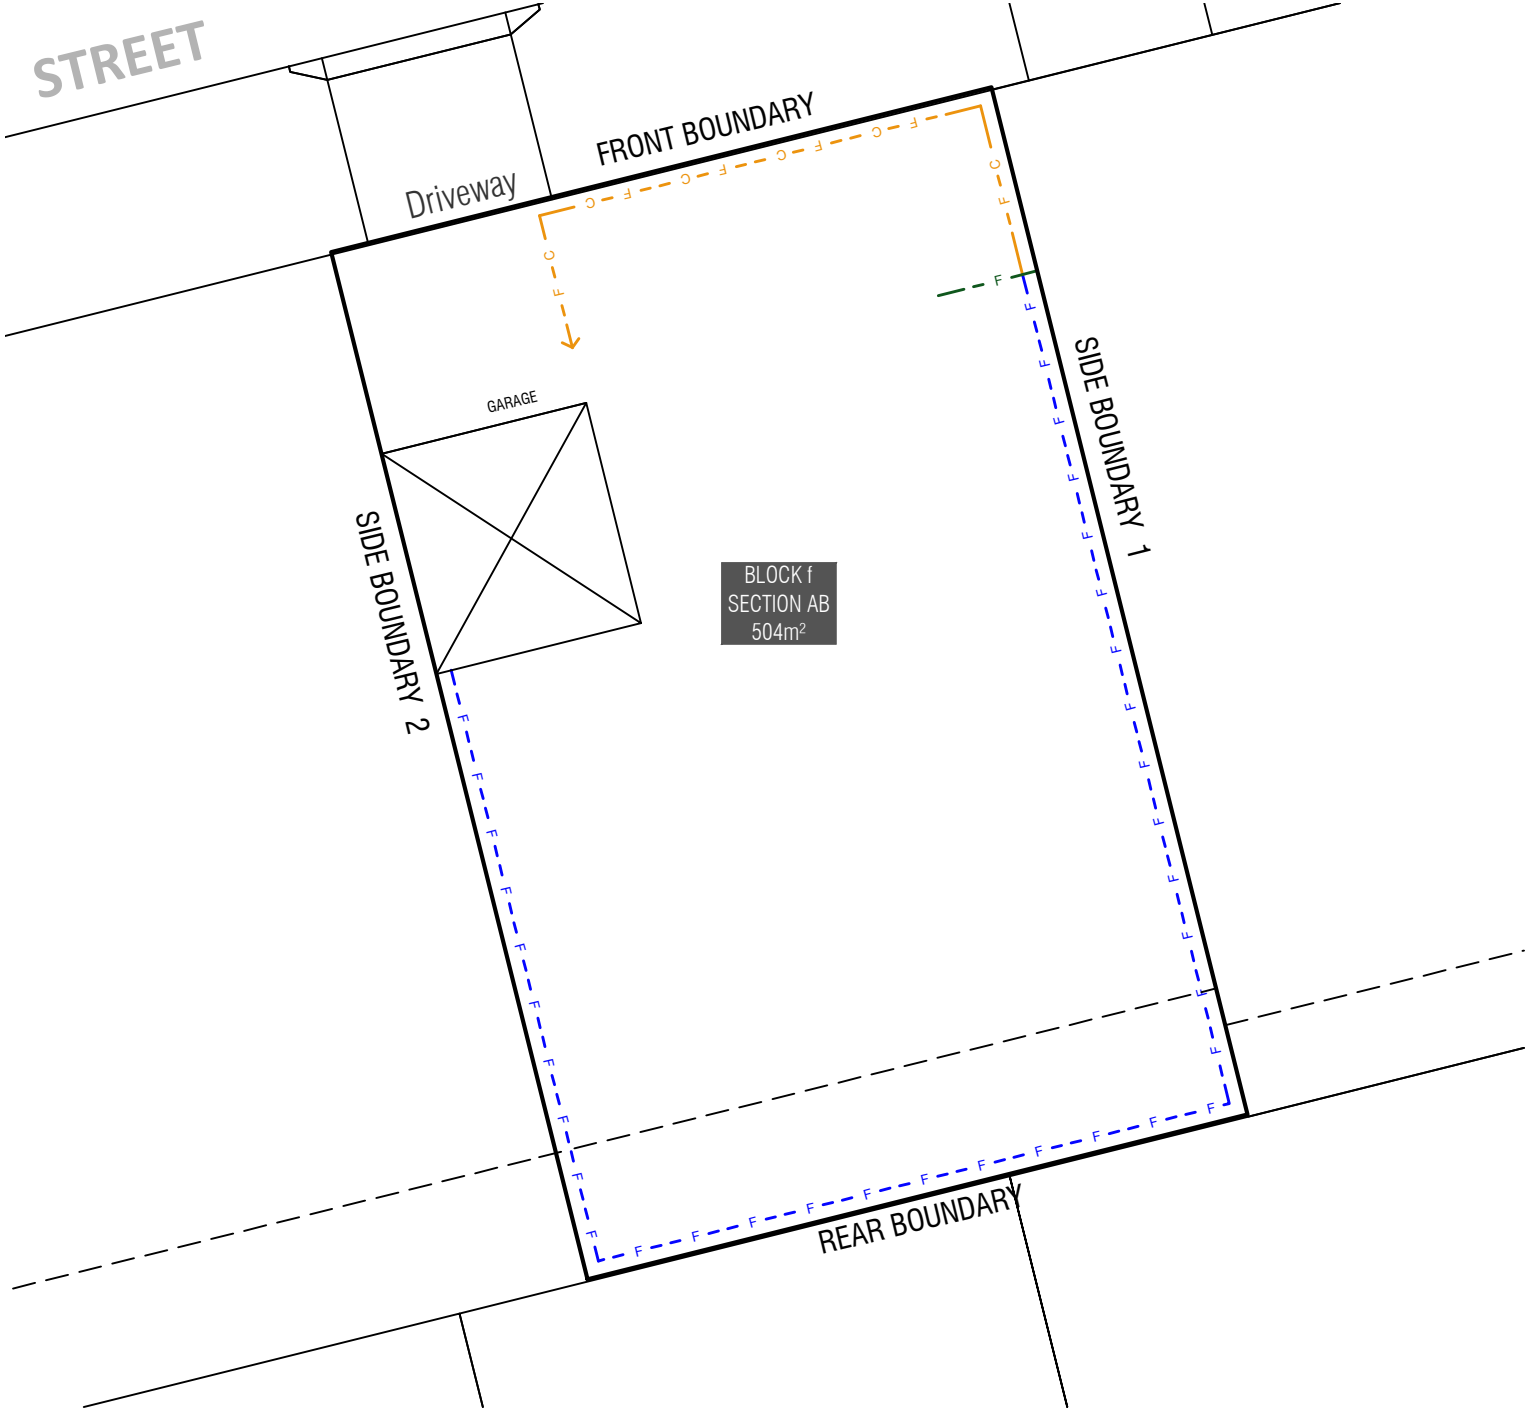 STREET
FRONT BOUNDARY
Driveway
C F C F C F C F
C F
C F
F
GARAGE
SIDE BOUNDARY 1
SIDE BOUNDARY 2
BLOCK f
SECTION AB
504m²
F F F F F F F F F F F F F F
F F F F F F F F F F
F F F F F F F F F F F
REAR BOUNDARY